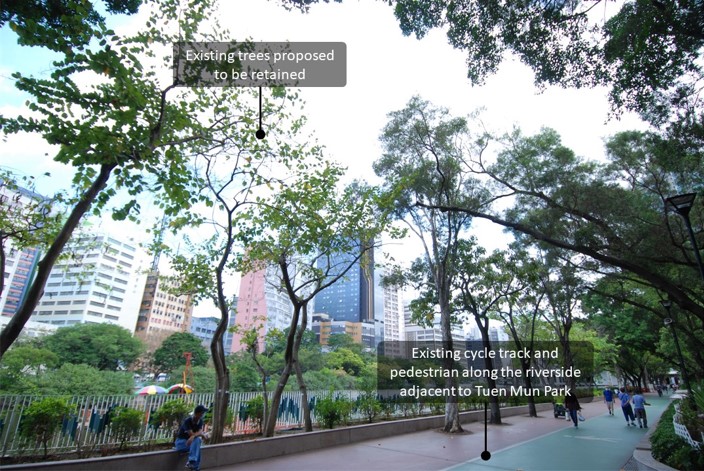 Existing trees proposed
to be retained
Existing cycle track and
pedestrian along the riverside
adjacent to Tuen Mun Park